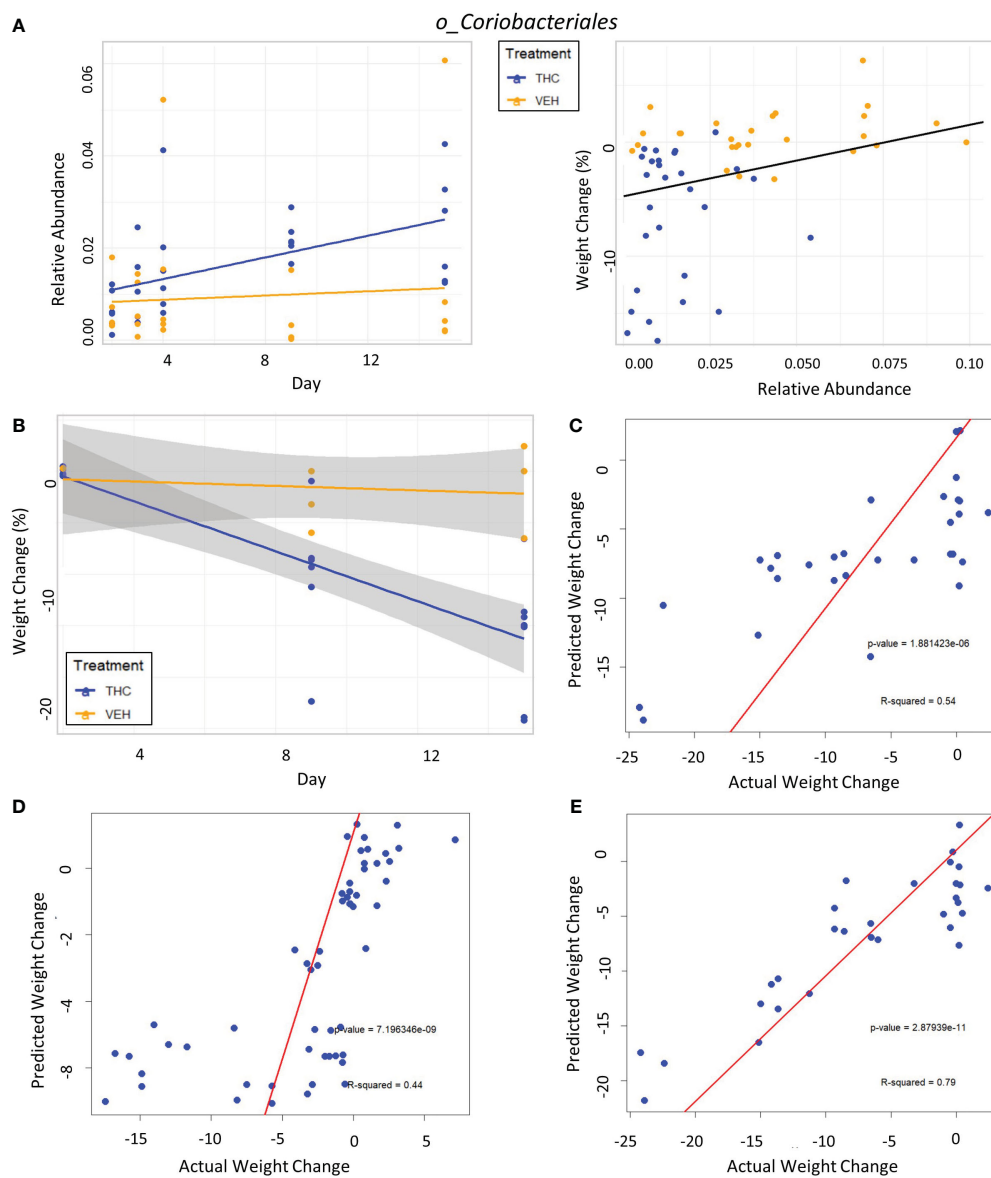 A
o_Coriobacteriales
Relative Abundance
0.06
0.04
0.02
0.00
4
8
12
Day
Treatment
THC
VEH
Weight Change (%)
0
-10
0.00
0.025
0.050
0.075
0.10
Relative Abundance
B
Weight Change (%)
0
-10
-20
Treatment
THC
VEH
4
8
12
Day
C
Predicted Weight Change
0
-5
-10
-15
p-value = 1.881423e-06
R-squared = 0.54
-25
-20
-15
-10
-5
0
Actual Weight Change
D
Predicted Weight Change
0
-2
-4
-8
p-value = 7.196346e-09
R-squared = 0.44
-15
-10
-5
0
5
Actual Weight Change
E
Predicted Weight Change
0
-5
-10
-15
-20
p-value = 2.87939e-11
R-squared = 0.79
-25
-20
-15
-10
-5
0
Actual Weight Change